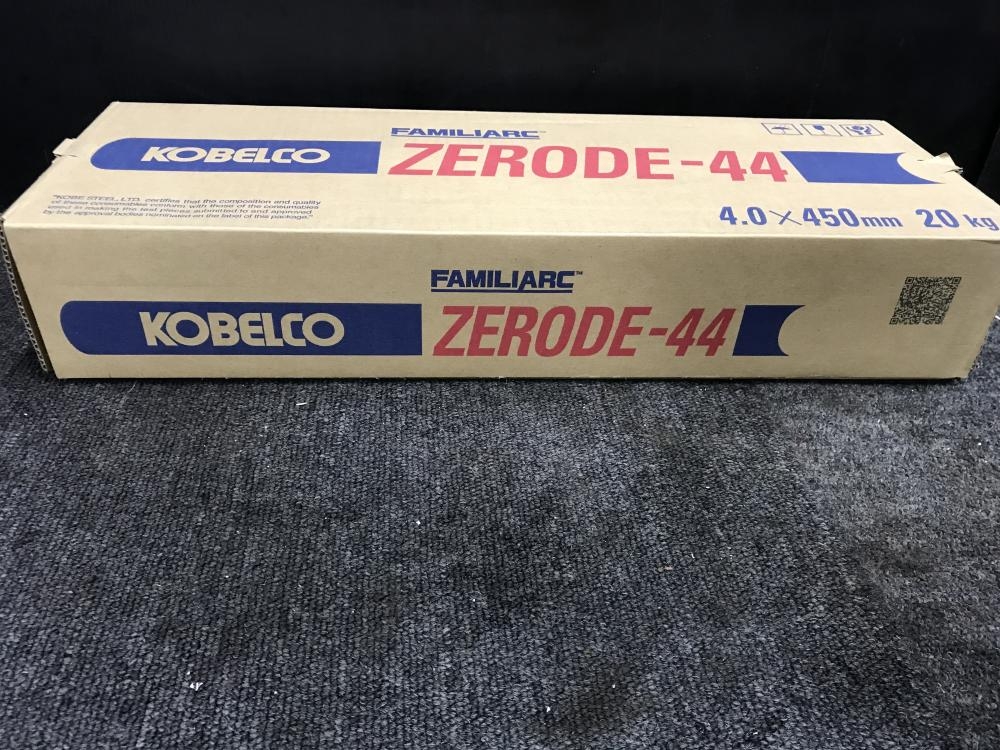 FAMILIARC™
KOBELCO ZERODE-44
"KOBE STEEL, LTD. certifies that the composition and quality
of these consumables conform with those of the consumables
used in making the test pieces submitted to and approved
by the approval bodies nominated on the label of this package."
4.0×450mm 20kg
FAMILIARC™
KOBELCO ZERODE-44